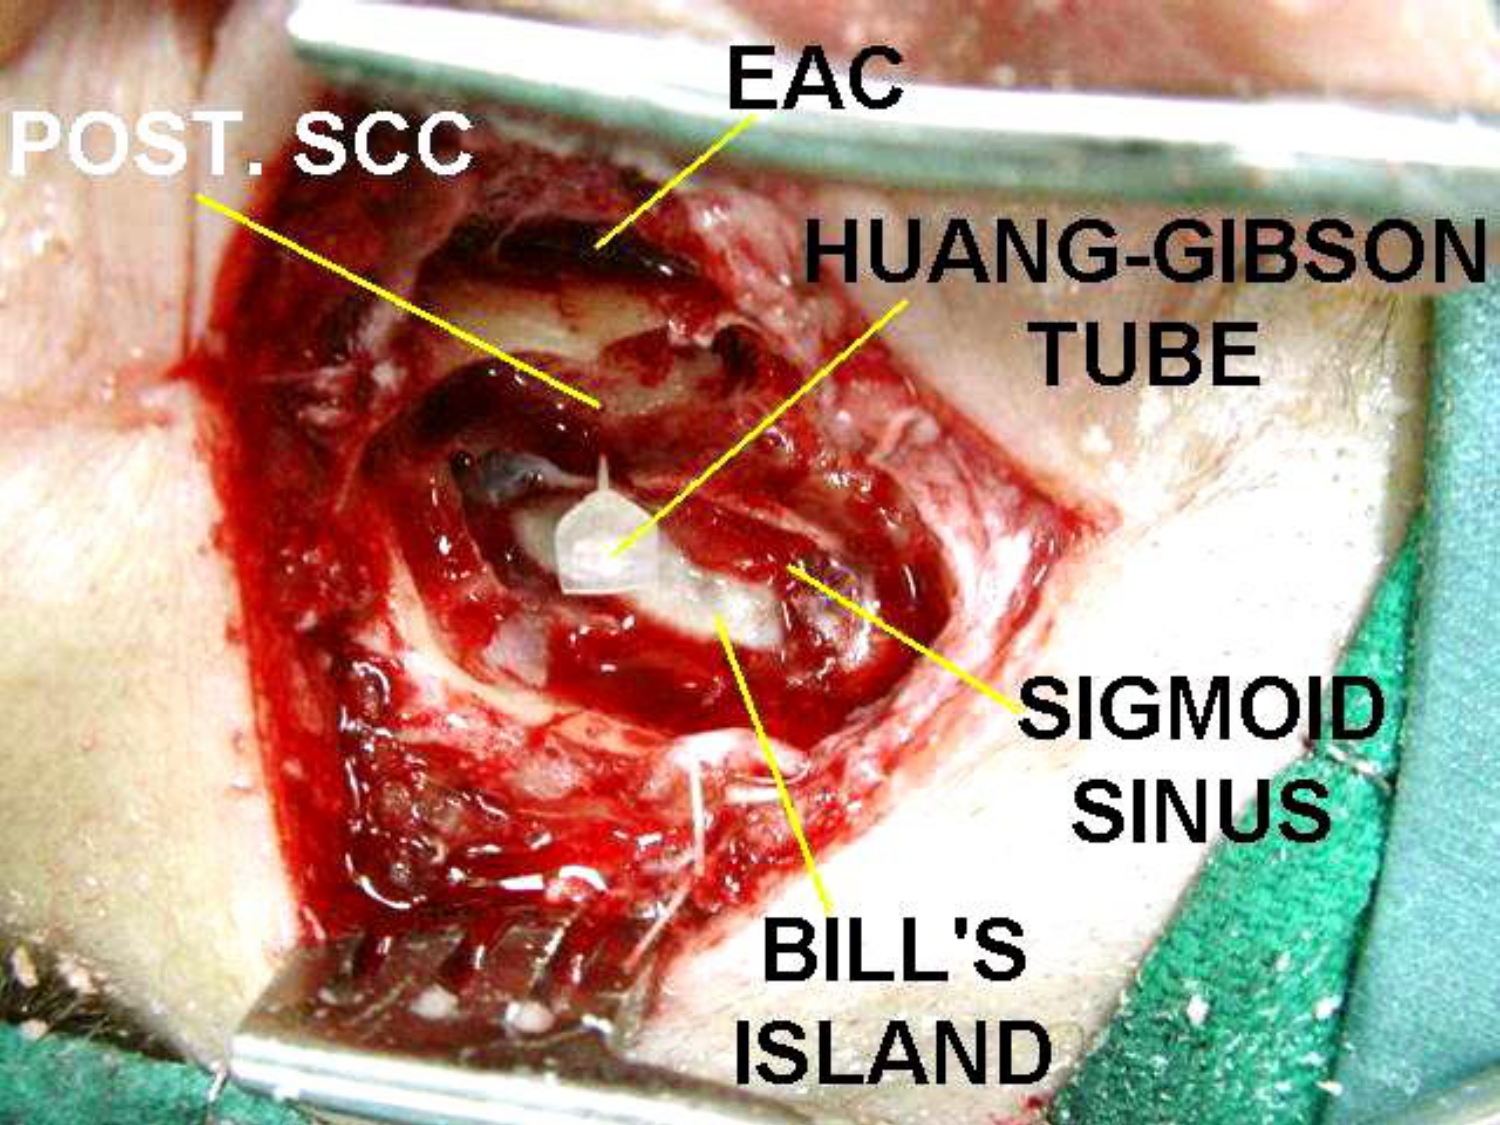 EAC
POST. SCC
HUANG-GIBSON
TUBE
SIGMOID
SINUS
BILL'S
ISLAND